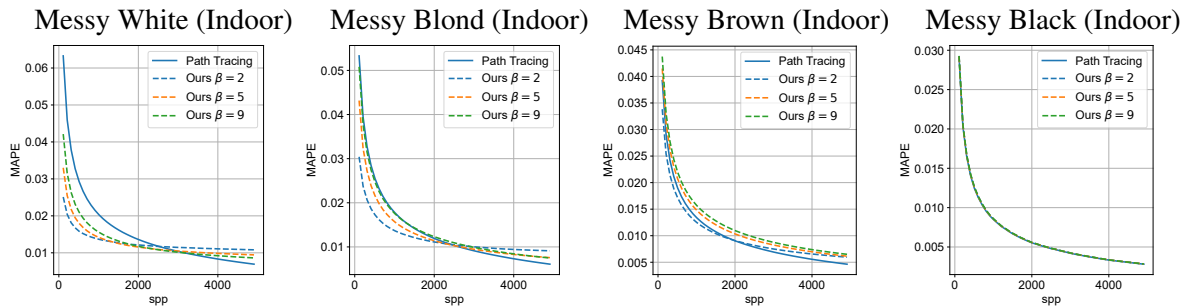 Messy White (Indoor)
0.06
0.05
0.04
0.03
0.02
0.01
MAPE
0
2000
4000
spp
Path Tracing
Ours β = 2
Ours β = 5
Ours β = 9
Messy Blond (Indoor)
0.05
0.04
0.03
0.02
0.01
MAPE
0
2000
4000
spp
Path Tracing
Ours β = 2
Ours β = 5
Ours β = 9
Messy Brown (Indoor)
0.045
0.040
0.035
0.030
0.025
0.020
0.015
0.010
0.005
MAPE
0
2000
4000
spp
Path Tracing
Ours β = 2
Ours β = 5
Ours β = 9
Messy Black (Indoor)
0.030
0.025
0.020
0.015
0.010
0.005
MAPE
0
2000
4000
spp
Path Tracing
Ours β = 2
Ours β = 5
Ours β = 9